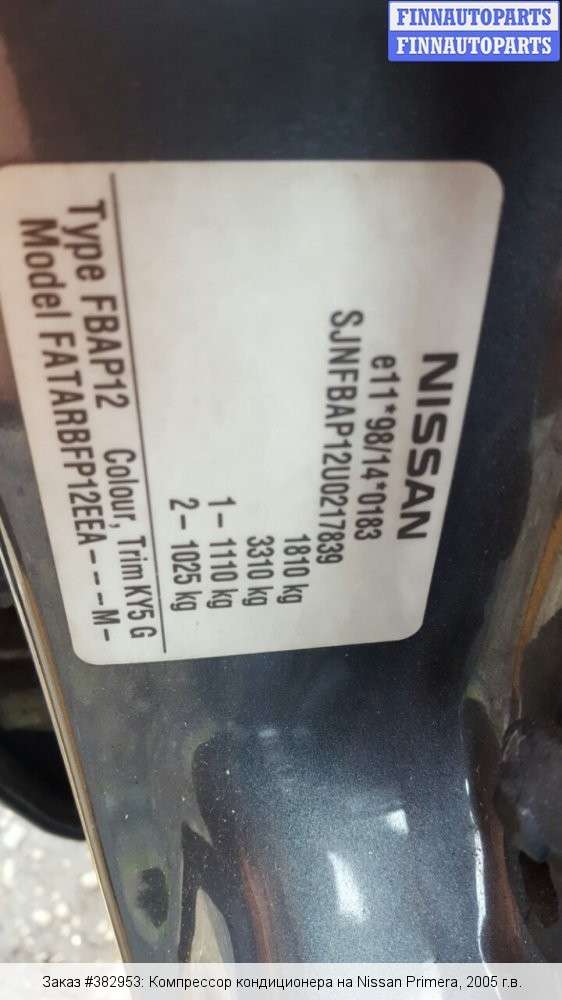 FINNAUTOPARTS
FINNAUTOPARTS
NISSAN
e11*98/14*0183
SJNFBAP12U0217839
1810 kg
3310 kg
1- 1110 kg
2- 1025 kg
Type FBAP12 Colour, Trim KY5 G
Model FATARBFP12EEA---M-
Заказ #382953: Компрессор кондиционера на Nissan Primera, 2005 г.в.